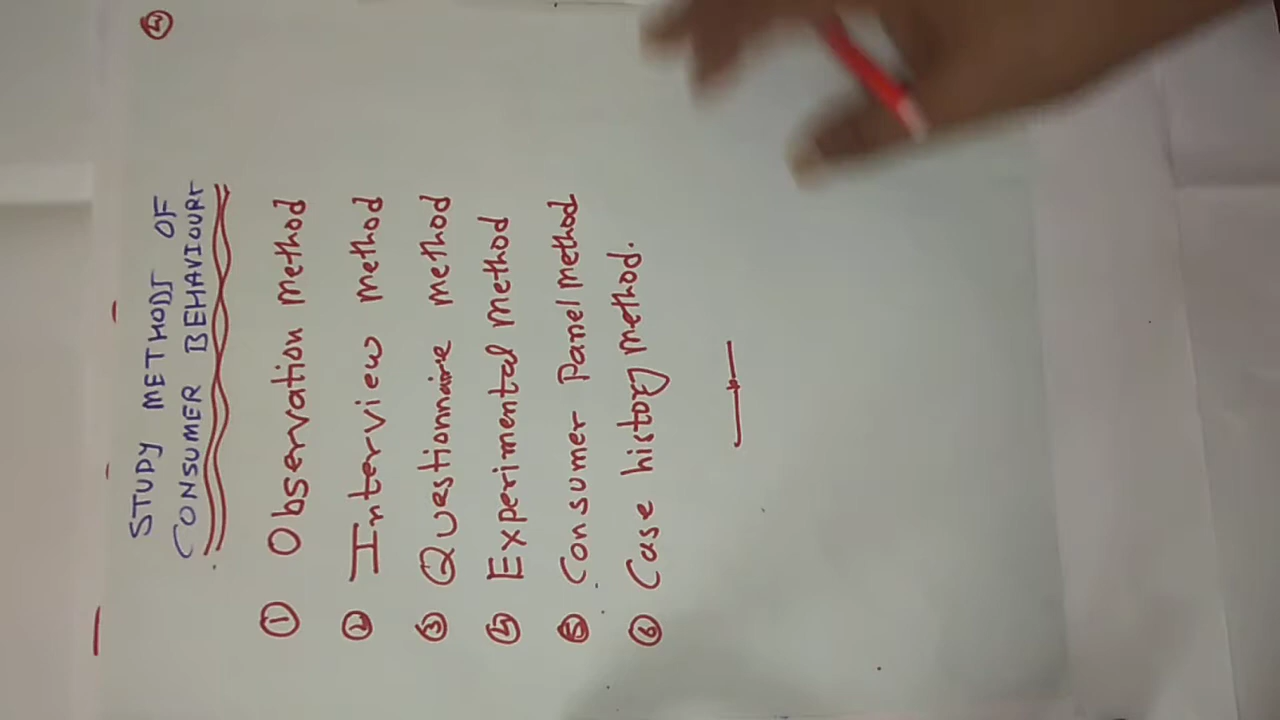 4
STUDY METHODS OF
CONSUMER BEHAVIOUR
1 Observation Method
2 Interview Method
3 Questionnaire Method
4 Experimental Method
5 Consumer Panel Method
6 Case history Method.